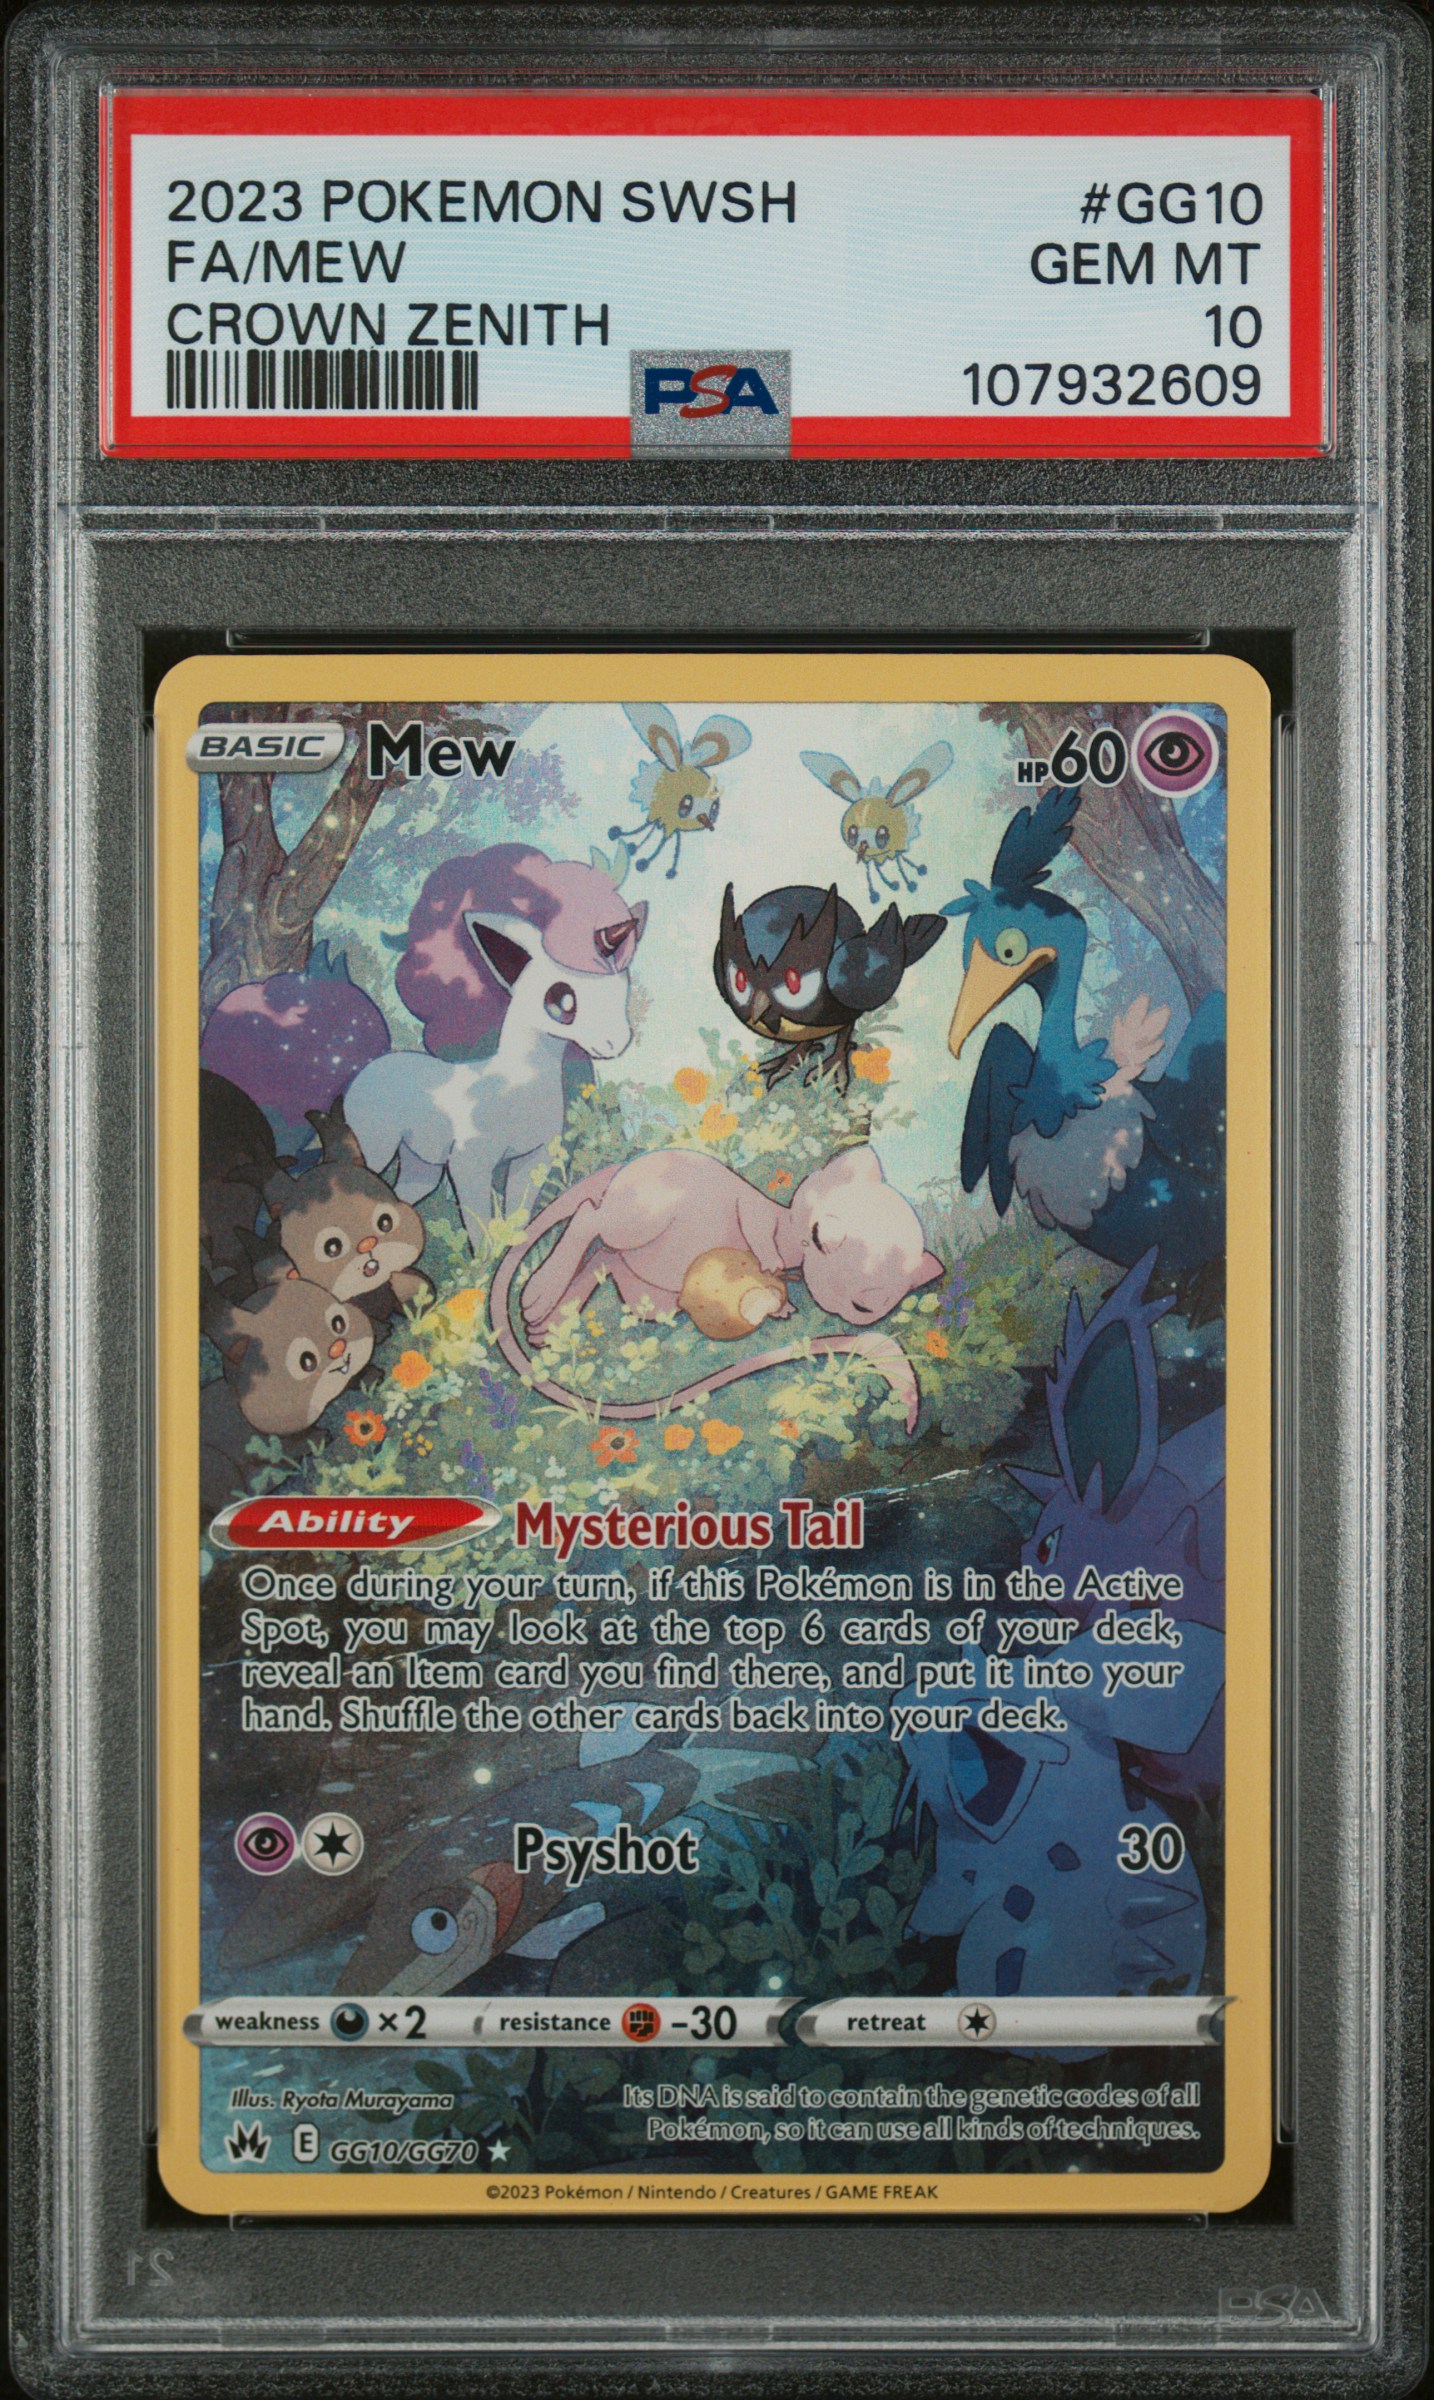 2023 POKEMON SWSH #GG10
FA/MEW GEM MT
CROWN ZENITH 10
PSA 107932609
BASIC Mew HP60
Ability Mysterious Tail
Once during your turn, if this Pokémon is in the Active
Spot, you may look at the top 6 cards of your deck,
reveal an Item card you find there, and put it into your
hand. Shuffle the other cards back into your deck.
Psyshot 30
weakness ×2 resistance -30 retreat
Illus. Ryota Murayama
Its DNA is said to contain the genetic codes of all
Pokémon, so it can use all kinds of techniques.
E GG10/GG70
©2023 Pokémon / Nintendo / Creatures / GAME FREAK
21
PSA